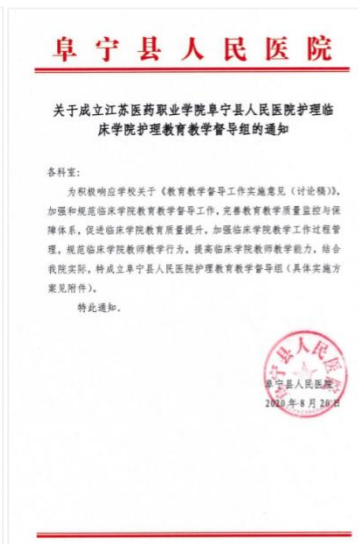 阜宁县人民医院
关于成立江苏医药职业学院阜宁县人民医院护理临
床学院护理教育教学督导组的通知
各科室：
为积极响应学校关于《教育教学督导工作实施意见（讨论稿）》，
加强和规范临床学院教育教学督导工作，完善教育教学质量监控与保
障体系，促进临床学院教育质量提升，加强临床学院教学工作过程管
理，规范临床学院教师教学行为，提高临床学院教师教学能力，结合
我院实际，特成立阜宁县人民医院护理教育教学督导组（具体实施方
案见附件）。
特此通知。
阜宁县人民医院
阜宁县人民医院
2020年8月20日